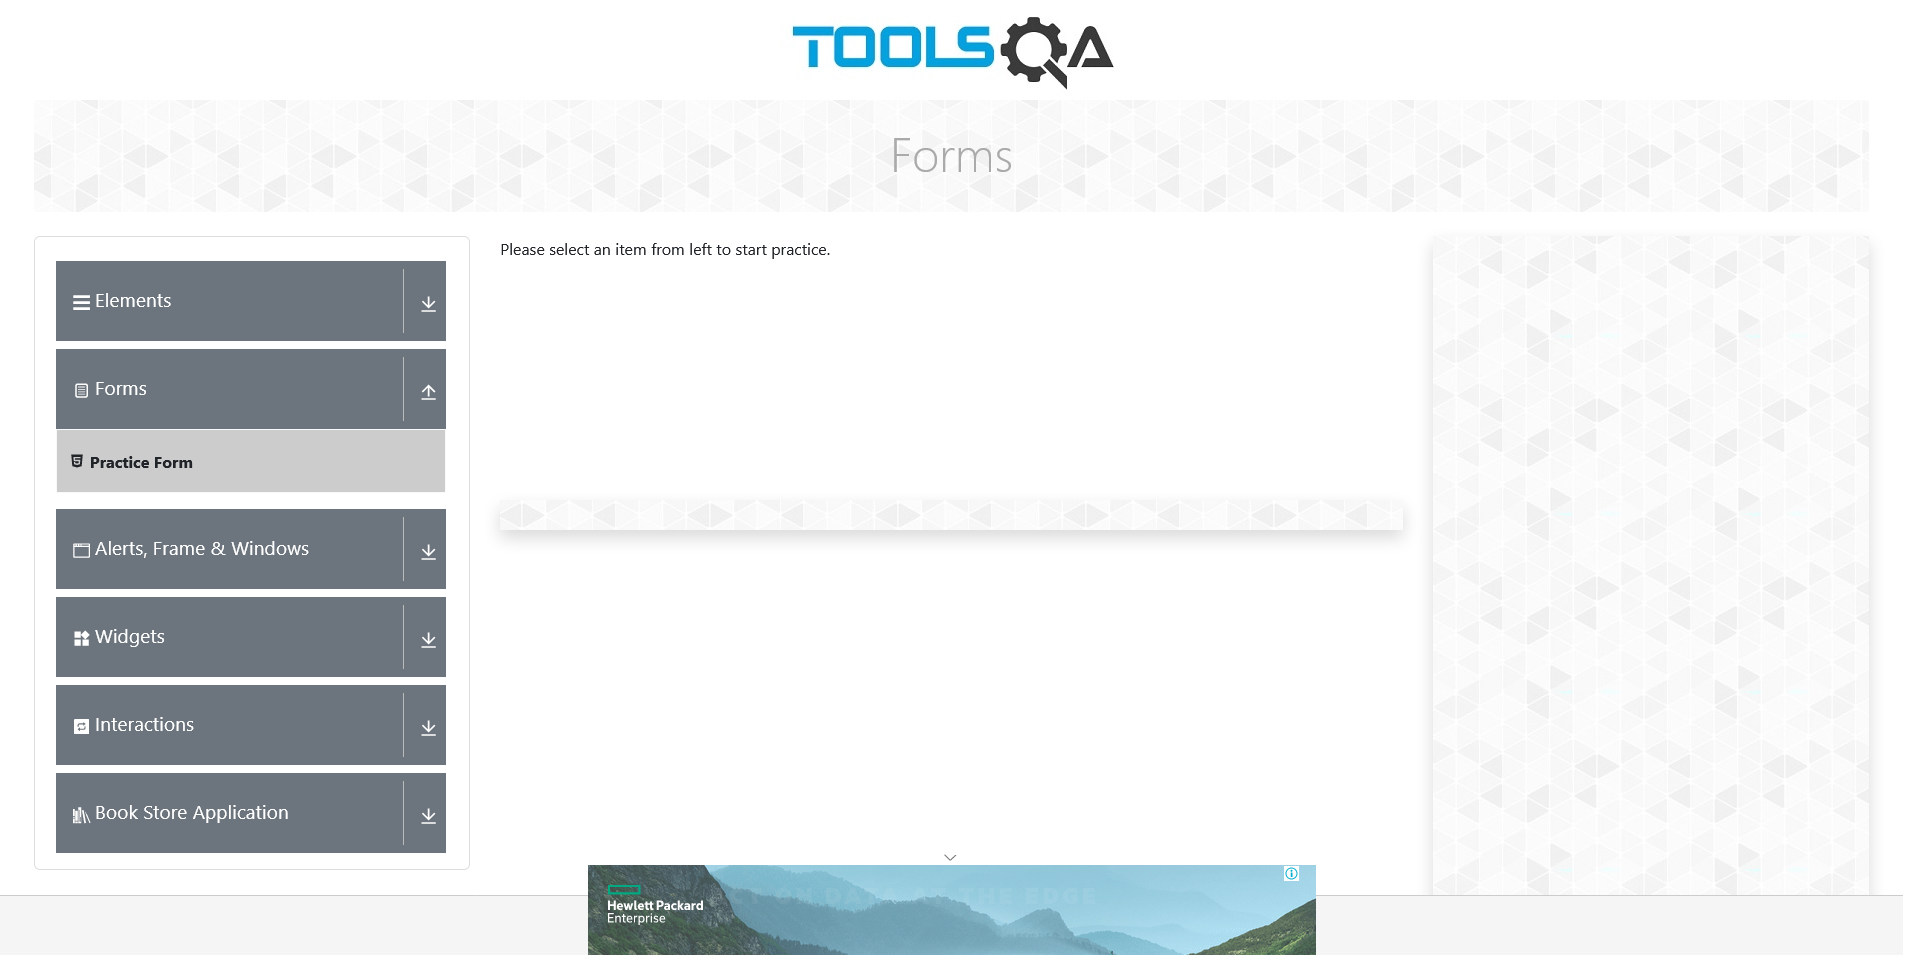 TOOLSQA
Forms
Elements
Forms
Practice Form
Alerts, Frame & Windows
Widgets
Interactions
Book Store Application
Please select an item from left to start practice.
Hewlett Packard
Enterprise